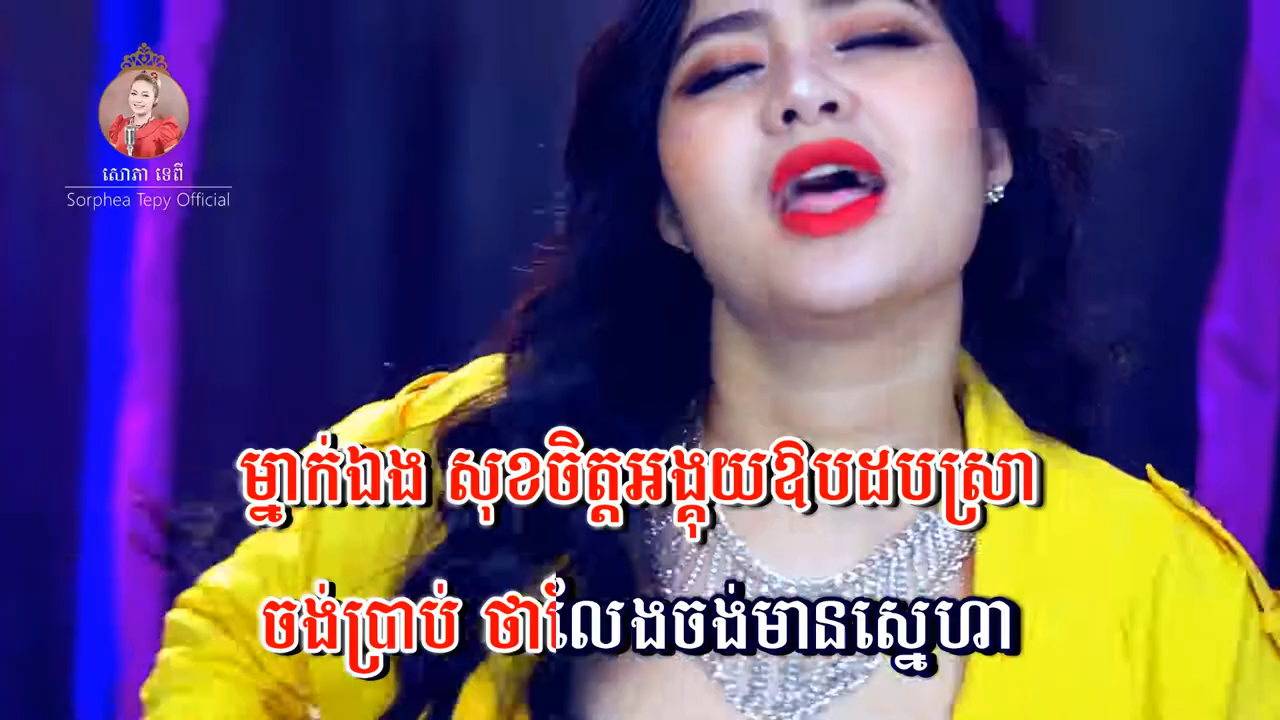 សោភា ទេពី
Sorphea Tepy Official
ម្នាក់ឯង សុខចិត្តអង្គុយឱបដបស្រា
ចង់ប្រាប់ ថាលែងចង់មានស្នេហា